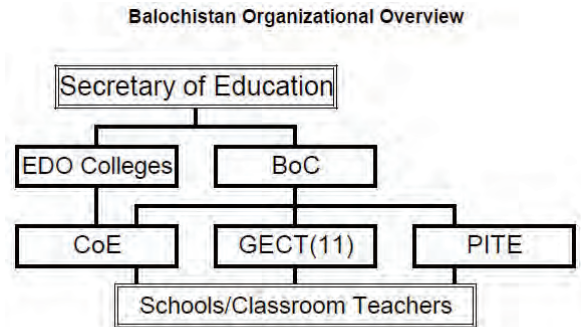 Balochistan Organizational Overview
Secretary of Education
EDO Colleges
BoC
CoE
GECT(11)
PITE
Schools/Classroom Teachers